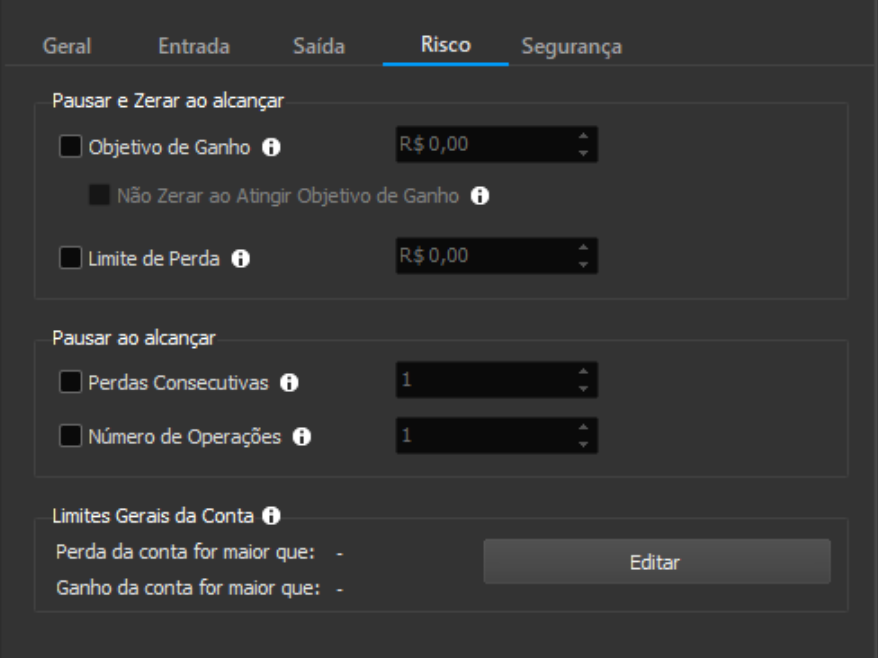 Geral Entrada Saída Risco Segurança
Pausar e Zerar ao alcançar
Objetivo de Ganho R$ 0,00
Não Zerar ao Atingir Objetivo de Ganho
Limite de Perda R$ 0,00
Pausar ao alcançar
Perdas Consecutivas 1
Número de Operações 1
Limites Gerais da Conta
Perda da conta for maior que: -
Editar
Ganho da conta for maior que: -